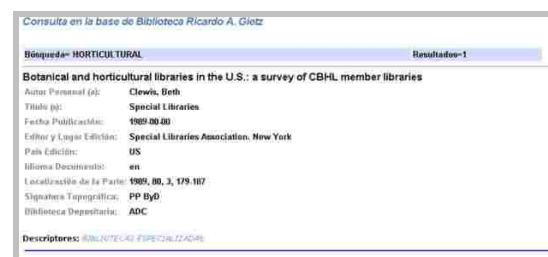 Consulta en la base de Biblioteca Ricardo A. Gietz
Búsqueda= HORTICULTURAL Resultados=1
Botanical and horticultural libraries in the U.S.: a survey of CBHL member libraries
Autor Personal (a): Clewis, Beth
Título (s): Special Libraries
Fecha Publicación: 1989-00-00
Editor y Lugar Edición: Special Libraries Association. New York
País Edición: US
Idioma Documento: en
Localización de la Parte: 1989, 80, 3, 179-187
Signatura Topográfica: PP ByD
Biblioteca Depositaria: ADC
Descriptores: BIBLIOTECAS ESPECIALIZADAS